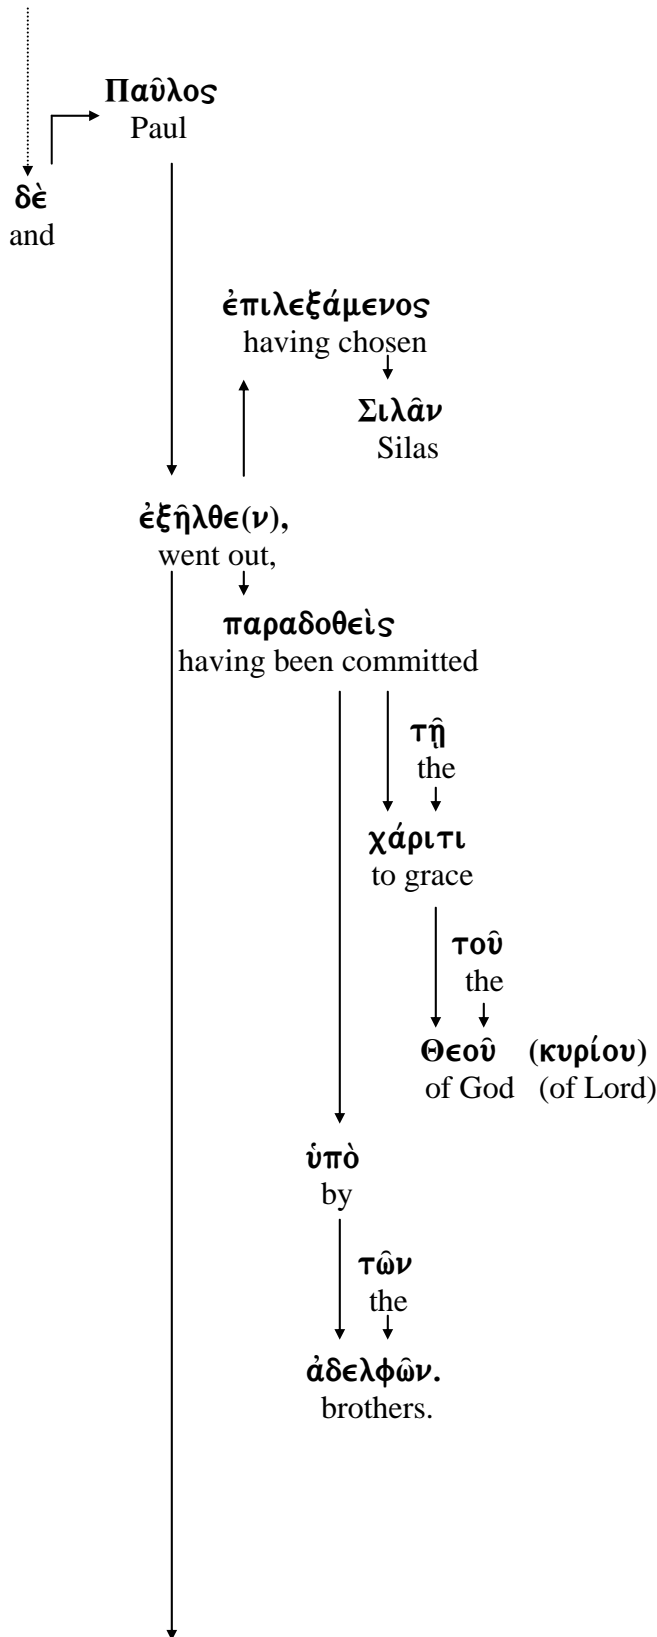 Παῦλος
Paul
δὲ
and
ἐπιλεξάμενος
having chosen
Σιλᾶν
Silas
ἐξῆλθε(ν),
went out,
παραδοθεὶς
having been committed
τῇ
the
χάριτι
to grace
τοῦ
the
Θεοῦ (κυρίου)
of God (of Lord)
ὑπὸ
by
τῶν
the
ἀδελφῶν.
brothers.